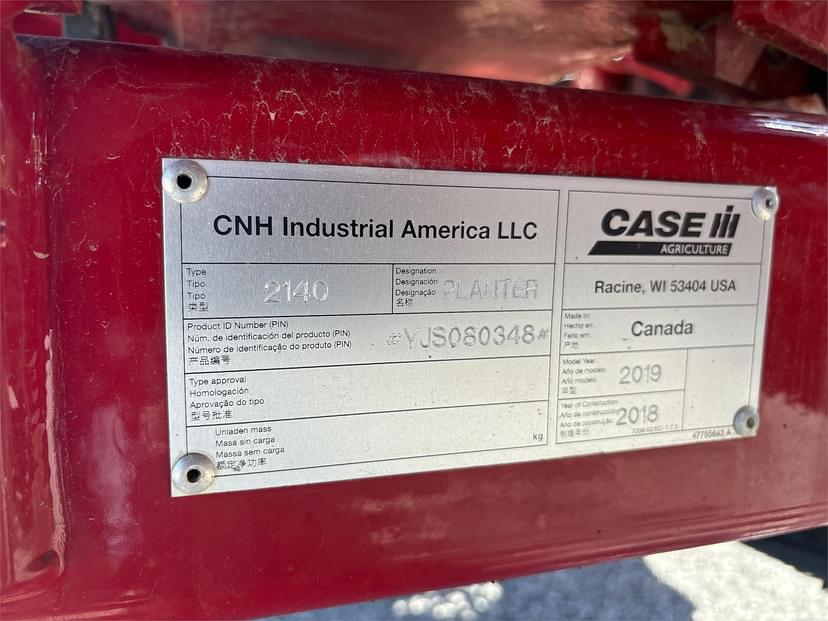 CNH Industrial America LLC
CASE IH
AGRICULTURE
Racine, WI 53404 USA
Type
Tipo
Tipo
类型
2140
Designation
Designación
Designação
名称
PLANTER
Product ID Number (PIN)
Núm. de identificación del producto (PIN)
Número de identificação do produto (PIN)
产品编号
*YJS080348*
Made in:
Hecho en:
Feito em:
产地
Canada
Type approval
Homologación
Aprovação do tipo
型号批准
Model Year
Año de modelo
Año modelo
年型
2019
Unladen mass
Masa sin carga
Massa sem carga
额定净功率
kg
Year of Construction
Año de construcción
Ano de construção
制造年份
2018
47755643 A